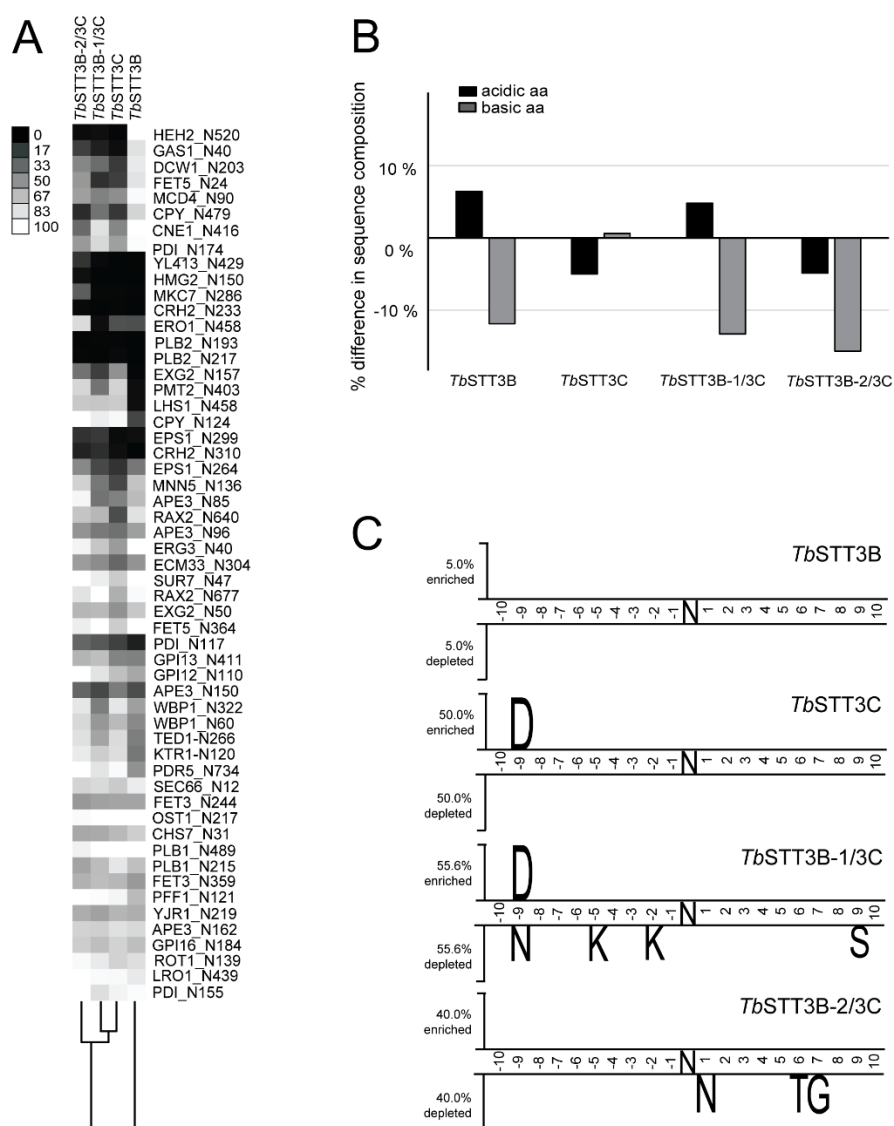 A
TbSTT3B-2/3C
TbSTT3B-1/3C
TbSTT3C
TbSTT3B
0
17
33
50
67
83
100
HEH2_N520
GAS1_N40
DCW1_N203
FET5_N24
MCD4_N90
CPY_N479
CNE1_N416
PDI_N174
YL413_N429
HMG2_N150
MKC7_N286
CRH2_N233
ERO1_N458
PLB2_N193
PLB2_N217
EXG2_N157
PMT2_N403
LHS1_N458
CPY_N124
EPS1_N299
CRH2_N310
EPS1_N264
MNN5_N136
APE3_N85
RAX2_N640
APE3_N96
ERG3_N40
ECM33_N304
SUR7_N47
RAX2_N677
EXG2_N50
FET5_N364
PDI_N117
GPI13_N411
GPI12_N110
APE3_N150
WBP1_N322
WBP1_N60
TED1-N266
KTR1-N120
PDR5_N734
SEC66_N12
FET3_N244
OST1_N217
CHS7_N31
PLB1_N489
PLB1_N215
FET3_N359
PFF1_N121
YJR1_N219
APE3_N162
GPI16_N184
ROT1_N139
LRO1_N439
PDI_N155
B
acidic aa
basic aa
% difference in sequence composition
10 %
0 %
-10 %
TbSTT3B
TbSTT3C
TbSTT3B-1/3C
TbSTT3B-2/3C
C
TbSTT3B
5.0%
enriched
-10 -9 -8 -7 -6 -5 -4 -3 -2 -1 N 1 2 3 4 5 6 7 8 9 10
5.0%
depleted
TbSTT3C
50.0%
enriched
D
-10 -9 -8 -7 -6 -5 -4 -3 -2 -1 N 1 2 3 4 5 6 7 8 9 10
50.0%
depleted
TbSTT3B-1/3C
55.6%
enriched
D
-10 -9 -8 -7 -6 -5 -4 -3 -2 -1 N 1 2 3 4 5 6 7 8 9 10
55.6%
depleted
N K K S
TbSTT3B-2/3C
40.0%
enriched
-10 -9 -8 -7 -6 -5 -4 -3 -2 -1 N 1 2 3 4 5 6 7 8 9 10
40.0%
depleted
N T G